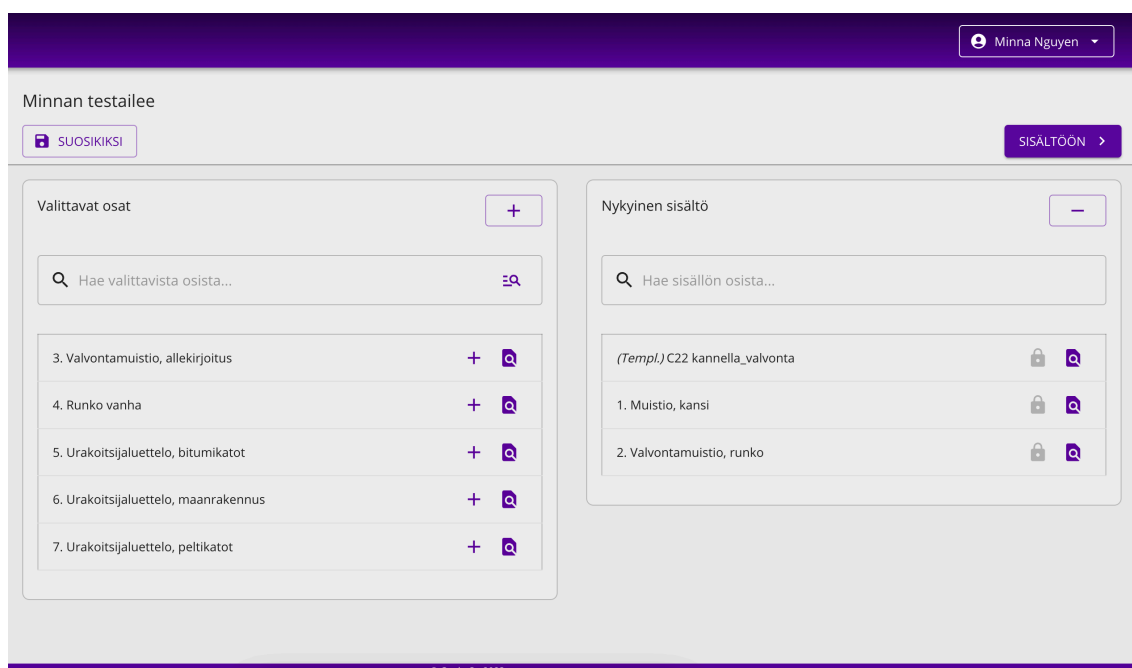 Minna Nguyen
Minnan testailee
SUOSIKIKSI
SISÄLTÖÖN
Valittavat osat
Hae valittavista osista...
3. Valvontamuistio, allekirjoitus
4. Runko vanha
5. Urakoitsijaluettelo, bitumikatot
6. Urakoitsijaluettelo, maanrakennus
7. Urakoitsijaluettelo, peltikatot
Nykyinen sisältö
Hae sisällön osista...
(Templ.) C22 kannella_valvonta
1. Muistio, kansi
2. Valvontamuistio, runko